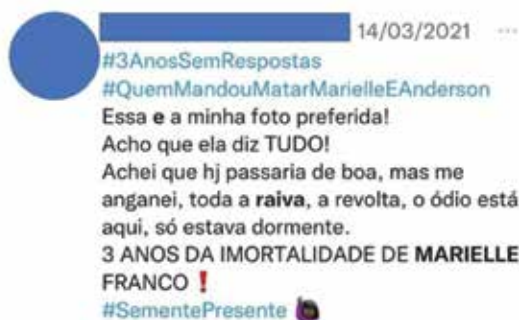 14/03/2021 ...
#3AnosSemRespostas
#QuemMandouMatarMarielleEAnderson
Essa e a minha foto preferida!
Acho que ela diz TUDO!
Achei que hj passaria de boa, mas me
anganei, toda a raiva, a revolta, o ódio está
aqui, só estava dormente.
3 ANOS DA IMORTALIDADE DE MARIELLE
FRANCO❗
#SementePresente